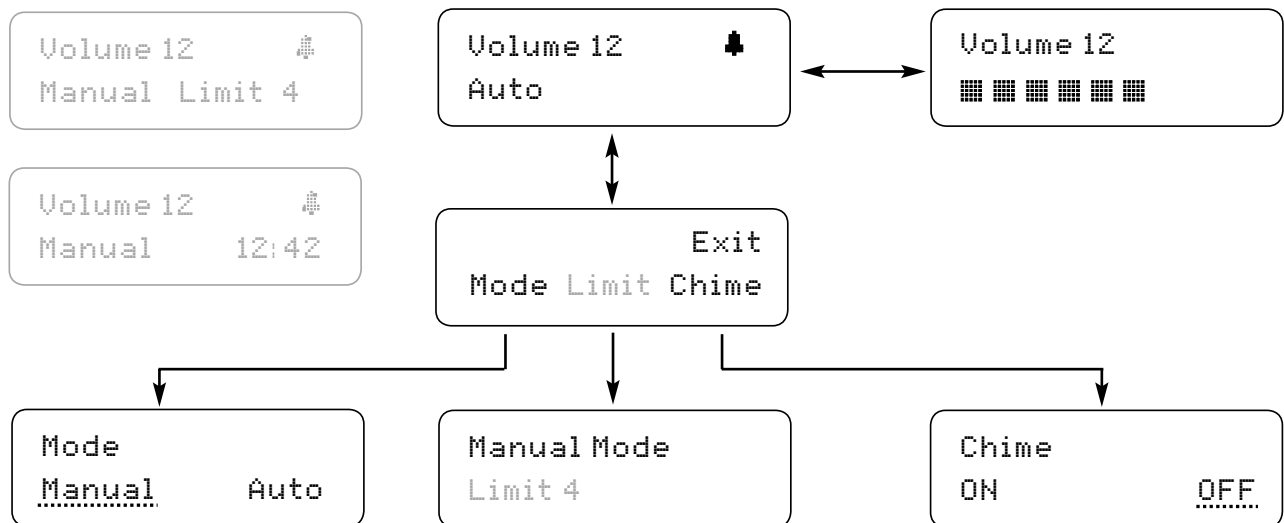 Volume 12
Manual Limit 4
Volume 12
Auto
Volume 12
Volume 12
Manual 12:42
Exit
Mode Limit Chime
Mode
Manual Auto
Manual Mode
Limit 4
Chime
ON OFF